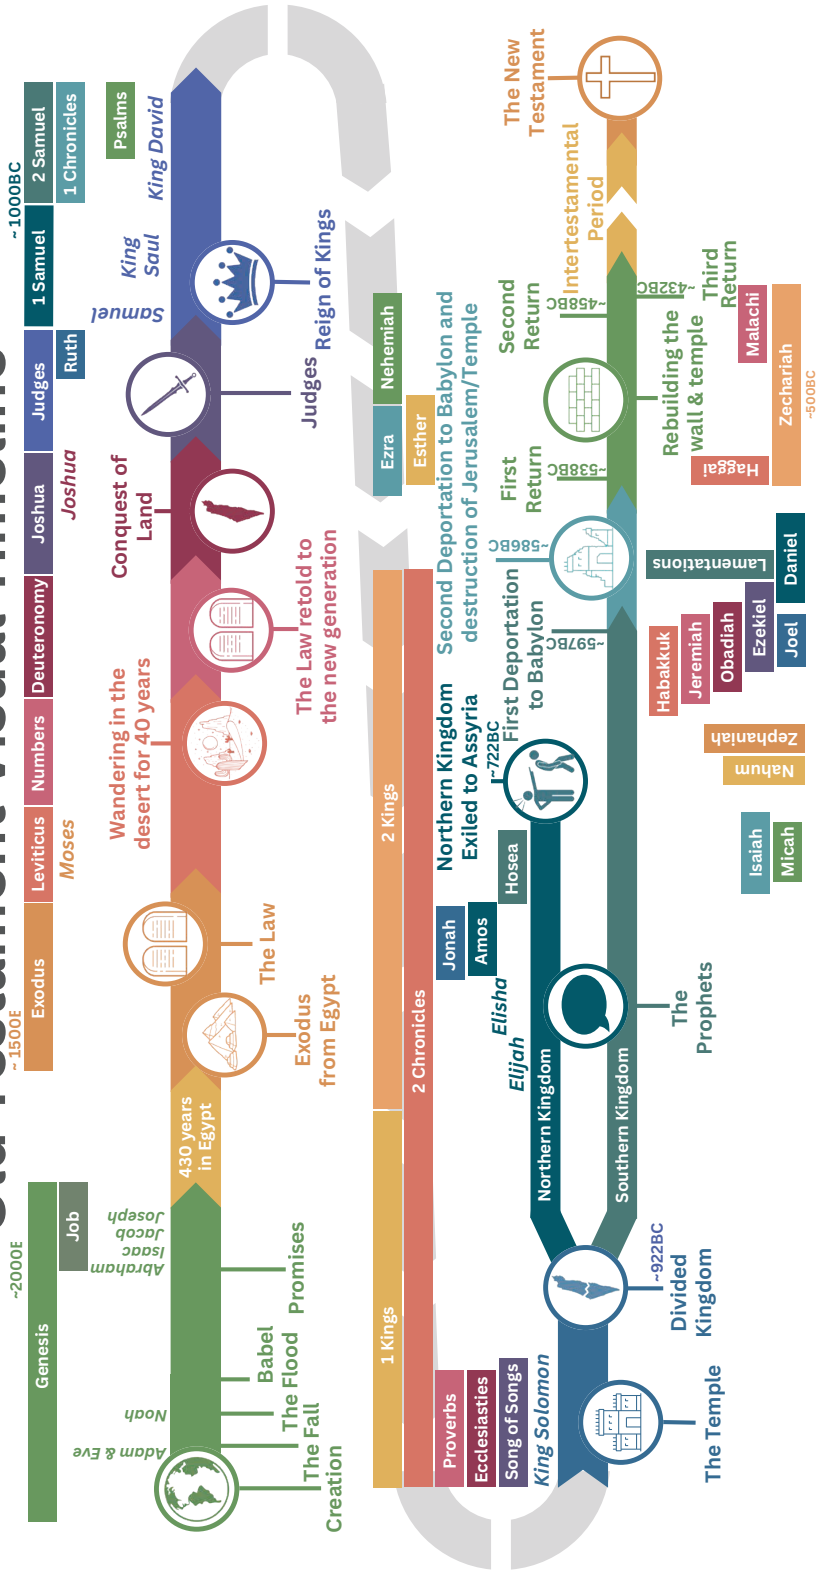 ~2000B
~ 1500B
~1000BC
Genesis
Exodus
Leviticus
Numbers
Deuteronomy
Joshua
Judges
1 Samuel
2 Samuel
Job
Moses
Joshua
Ruth
1 Chronicles
Psalms
Adam & Eve
Noah
Abraham
Isaac
Jacob
Joseph
Wandering in the
desert for 40 years
Conquest of
Land
Samuel
King
Saul
King David
430 years
in Egypt
Creation
The Fall
The Flood
Babel
Promises
Exodus
from Egypt
The Law
The Law retold to
the new generation
Judges
Reign of Kings
1 Kings
2 Kings
Ezra
Nehemiah
2 Chronicles
Esther
Proverbs
Ecclesiasties
Song of Songs
King Solomon
Jonah
Amos
Hosea
Elijah
Elisha
Northern Kingdom
Exiled to Assyria
~722BC
Second Deportation to Babylon and
destruction of Jerusalem/Temple
~586BC
First Deportation
to Babylon
~597BC
First
Return
~538BC
Second
Return
~458BC
Intertestamental
Period
The New
Testament
Northern Kingdom
Southern Kingdom
The Temple
~922BC
Divided
Kingdom
The
Prophets
Rebuilding the
wall & temple
~432BC
Third
Return
Habakkuk
Jeremiah
Obadiah
Ezekiel
Joel
Lamentations
Daniel
Zephaniah
Nahum
Isaiah
Micah
Haggai
Malachi
Zechariah
~500BC